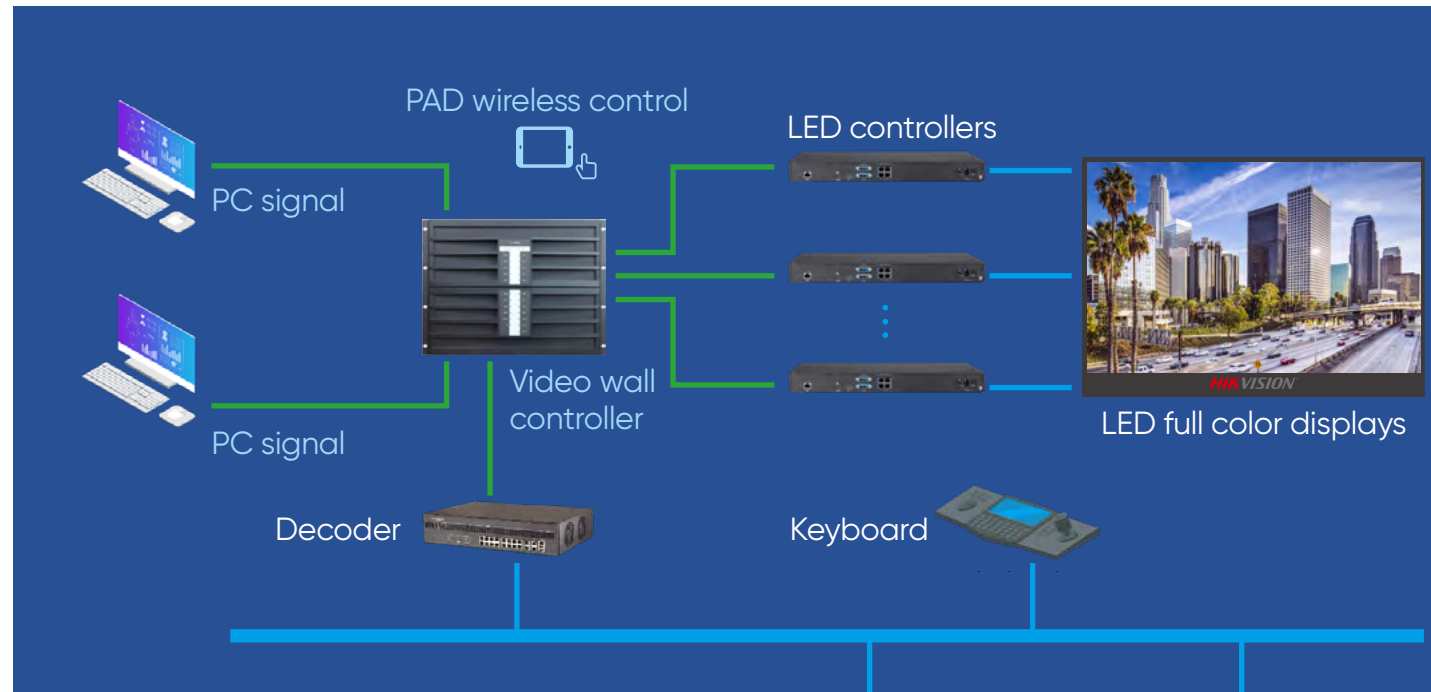 PAD wireless control
LED controllers
PC signal
Video wall
controller
PC signal
HIKVISION
LED full color displays
Decoder
Keyboard